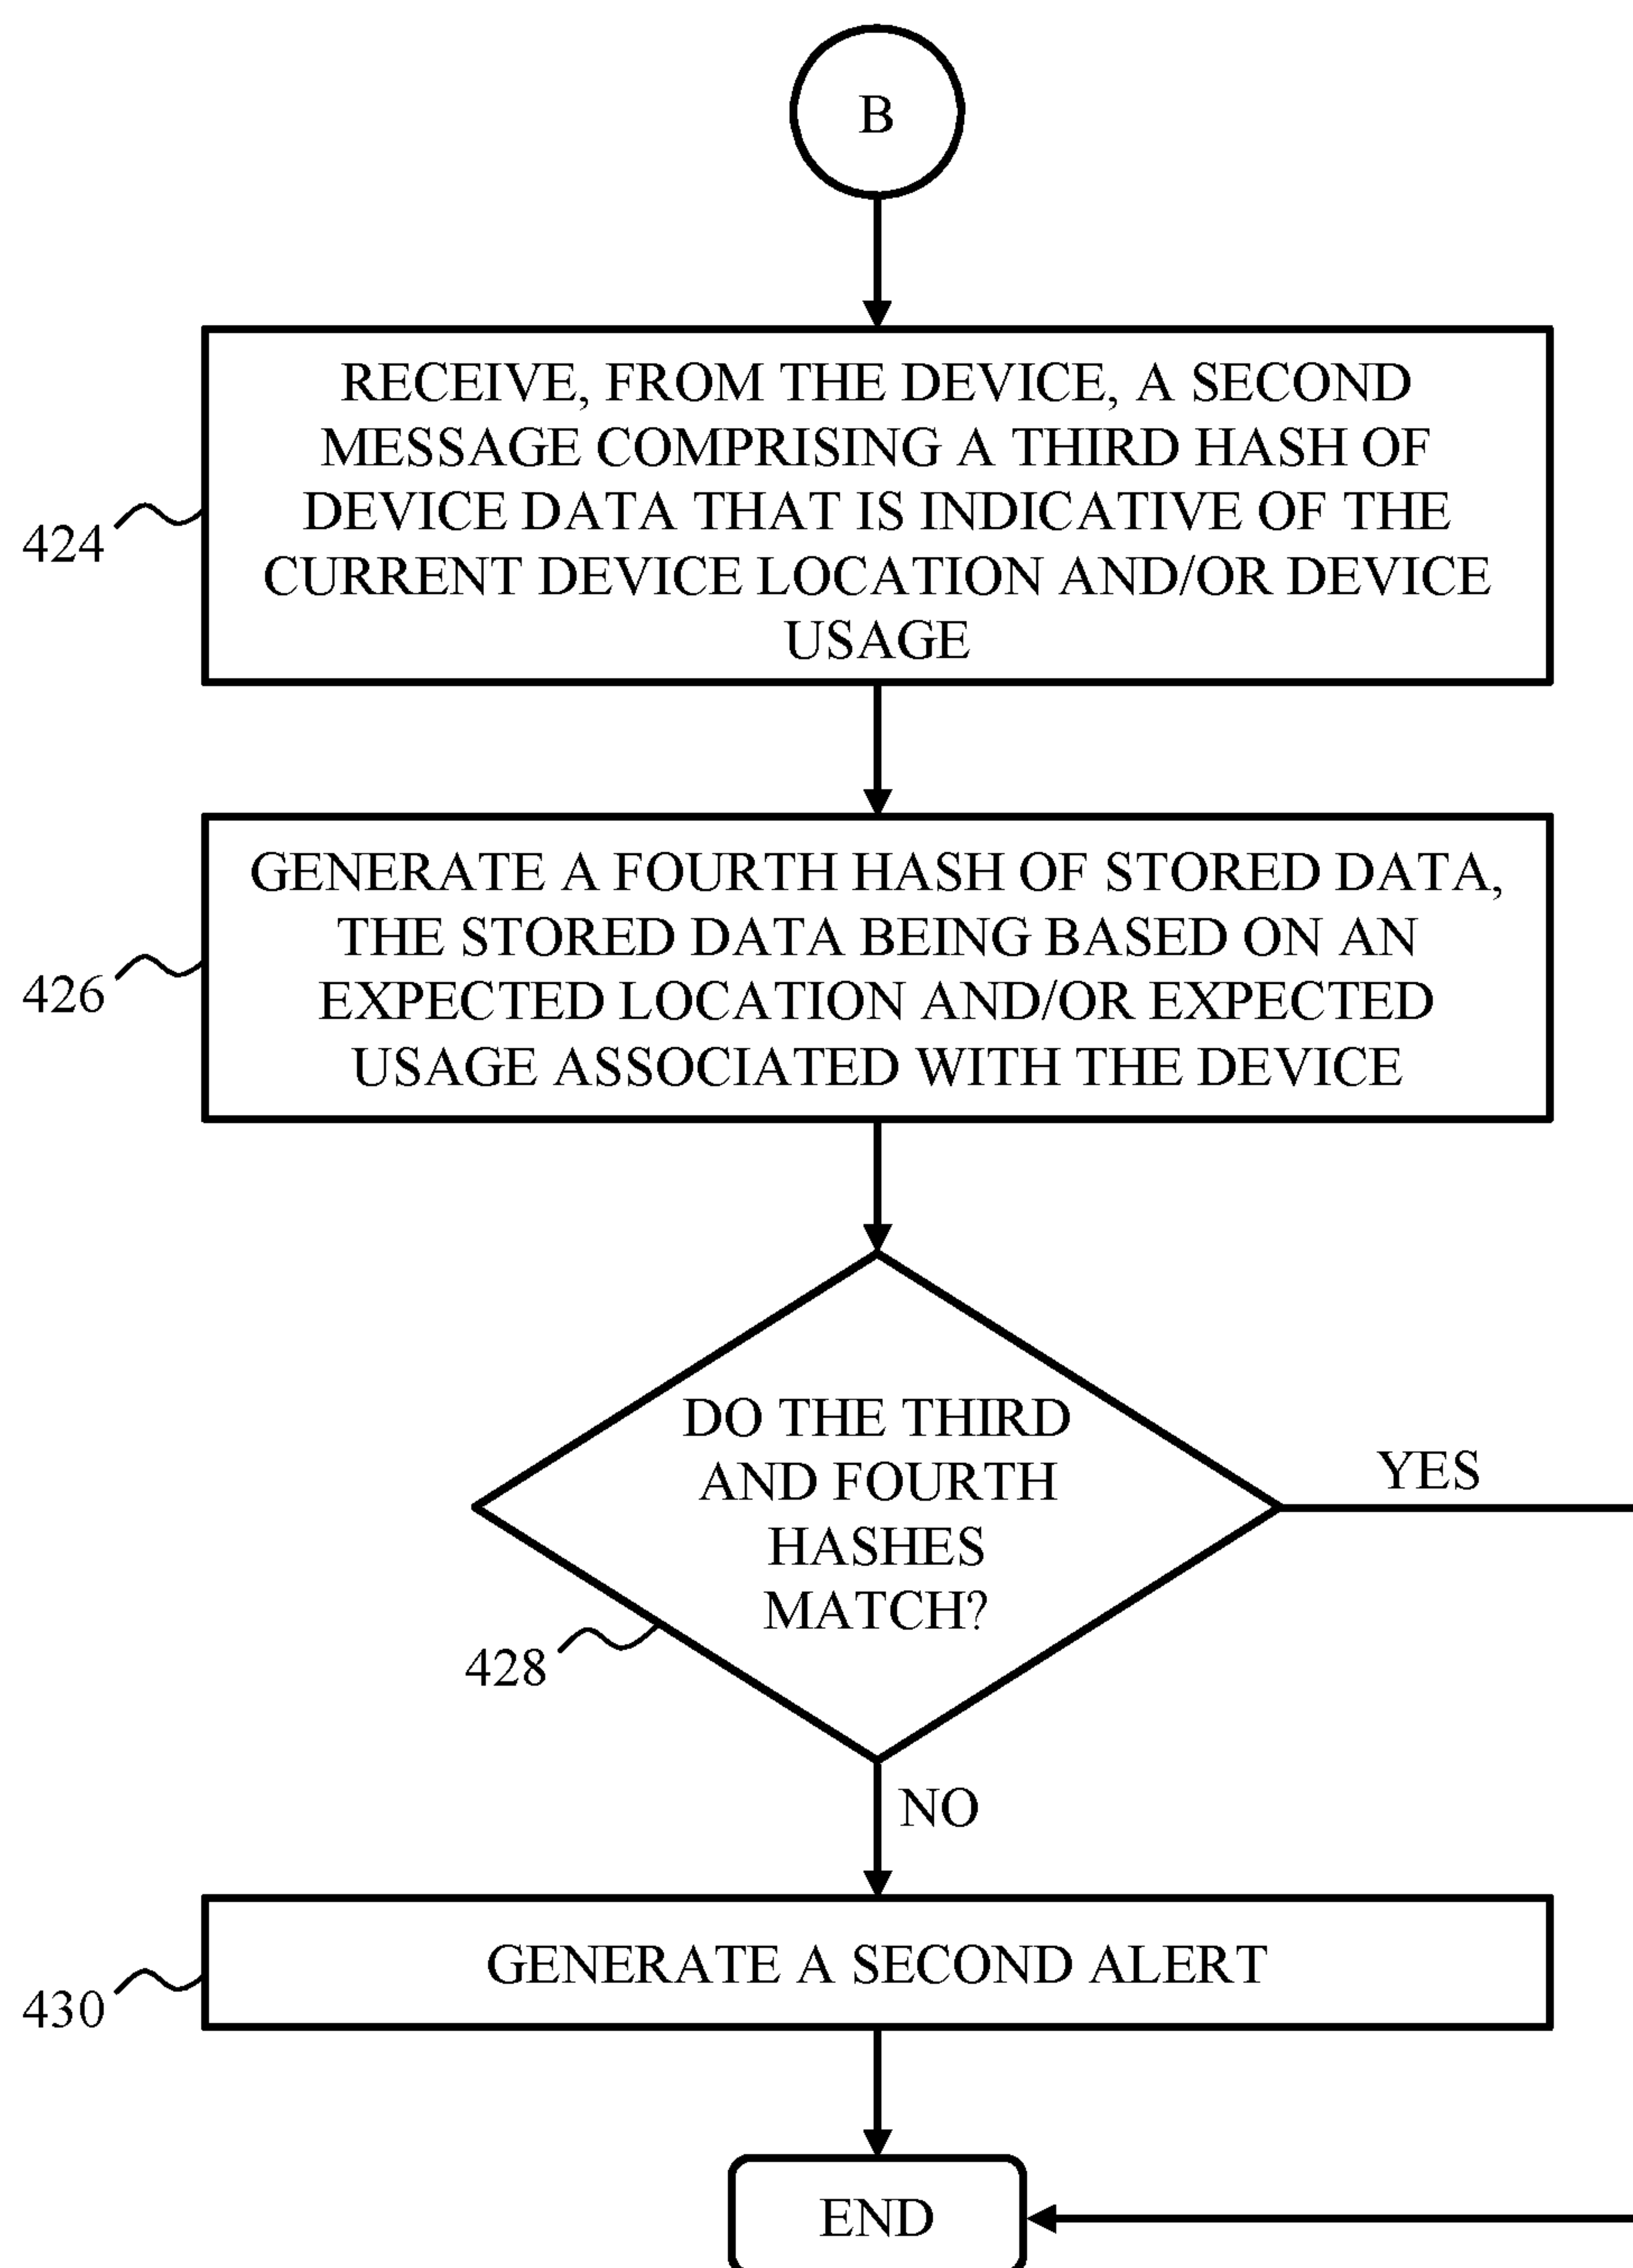 B
RECEIVE, FROM THE DEVICE, A SECOND
MESSAGE COMPRISING A THIRD HASH OF
DEVICE DATA THAT IS INDICATIVE OF THE
CURRENT DEVICE LOCATION AND/OR DEVICE
USAGE
424
GENERATE A FOURTH HASH OF STORED DATA,
THE STORED DATA BEING BASED ON AN
EXPECTED LOCATION AND/OR EXPECTED
USAGE ASSOCIATED WITH THE DEVICE
426
DO THE THIRD
AND FOURTH
HASHES
MATCH?
428
YES
NO
GENERATE A SECOND ALERT
430
END